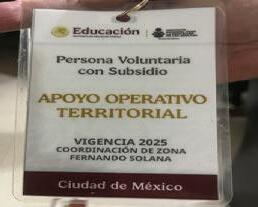 Educación
Persona Voluntaria
con Subsidio
APOYO OPERATIVO
TERRITORIAL
VIGENCIA 2025
COORDINACIÓN DE ZONA
FERNANDO SOLANA
Ciudad de México